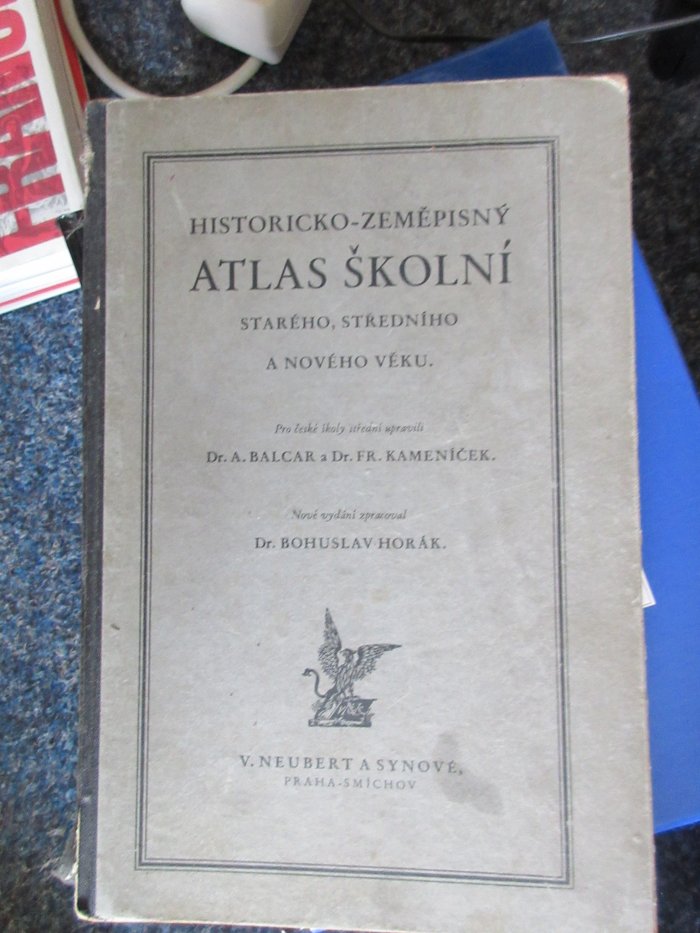 HISTORICKO-ZEMĚPISNÝ
ATLAS ŠKOLNÍ
STARÉHO, STŘEDNÍHO
A NOVÉHO VĚKU.
Pro české školy střední upravili
Dr. A. BALCAR a Dr. FR. KAMENÍČEK.
Nové vydání zpracoval
Dr. BOHUSLAV HORÁK.
V. NEUBERT A SYNOVÉ,
PRAHA-SMÍCHOV